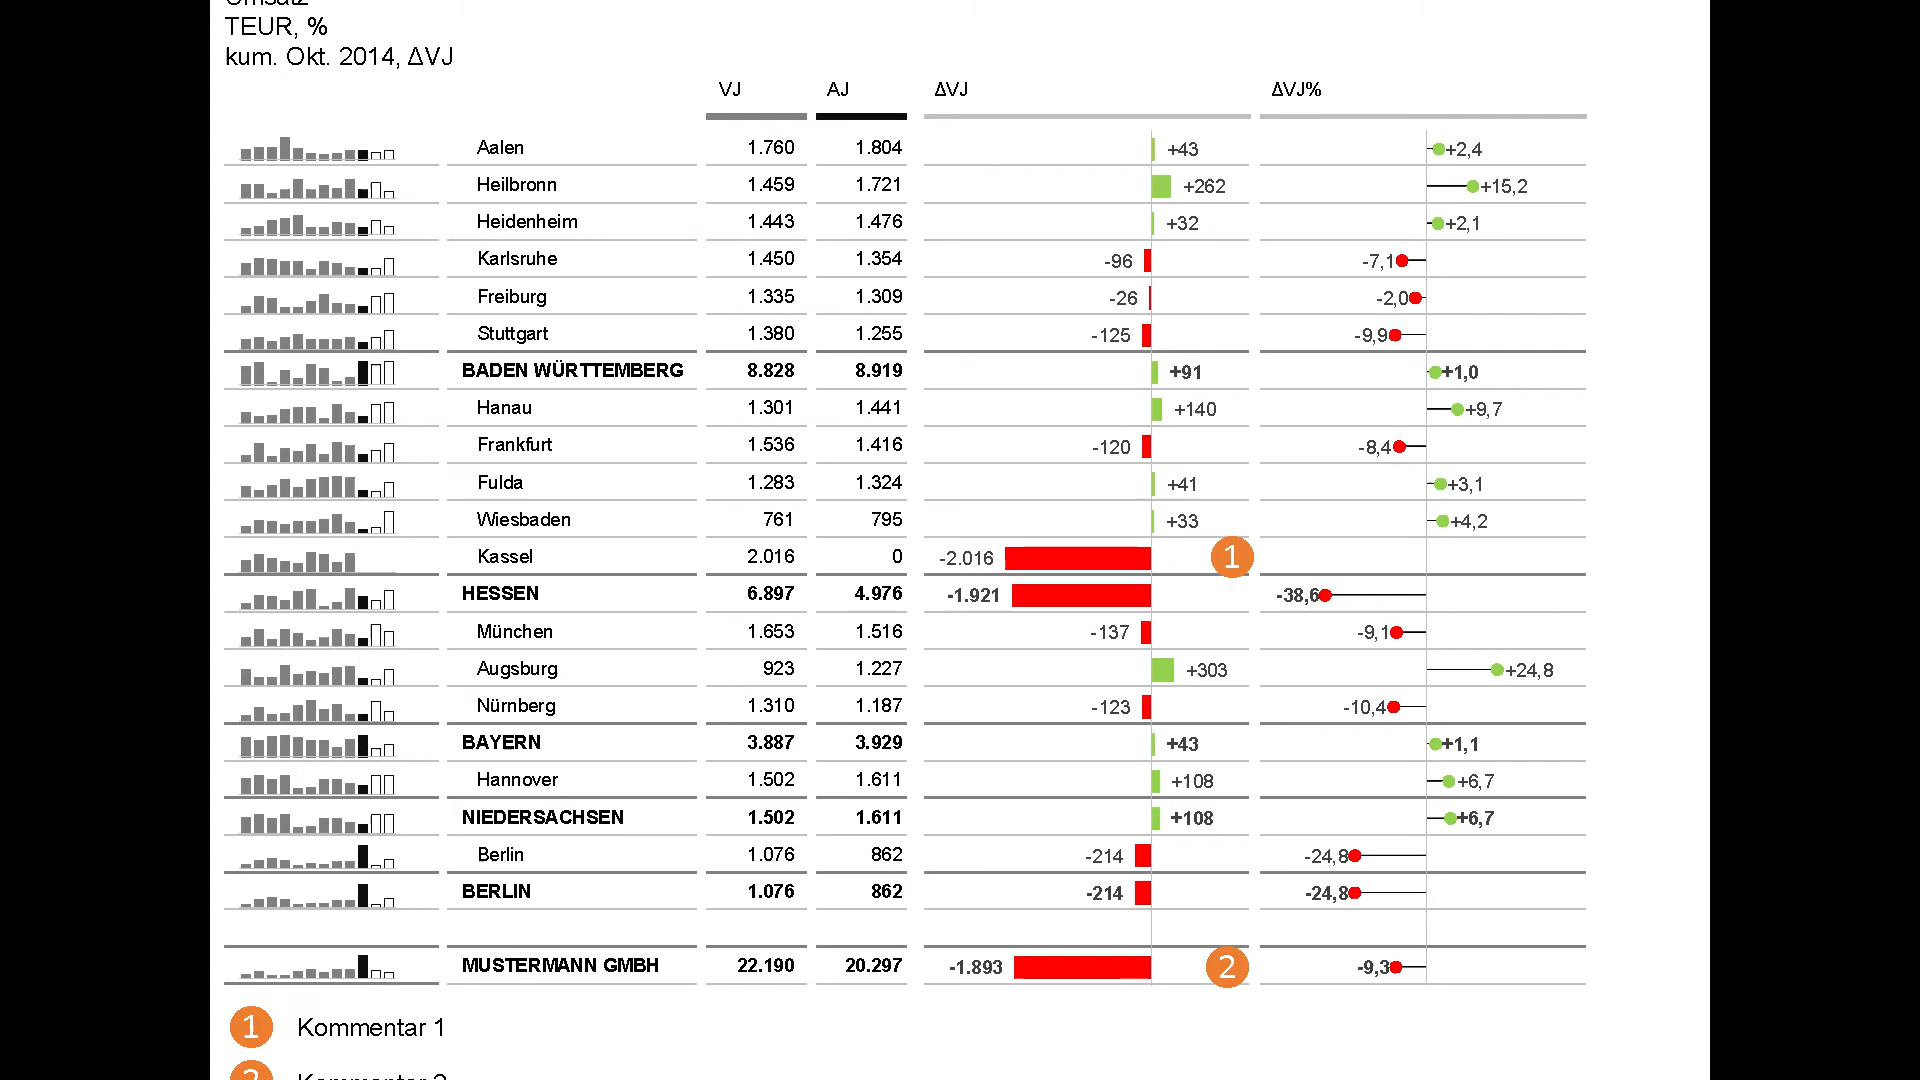 Umsatz
TEUR, %
kum. Okt. 2014, ΔVJ
VJ AJ ΔVJ ΔVJ%
Aalen 1.760 1.804 +43 +2,4
Heilbronn 1.459 1.721 +262 +15,2
Heidenheim 1.443 1.476 +32 +2,1
Karlsruhe 1.450 1.354 -96 -7,1
Freiburg 1.335 1.309 -26 -2,0
Stuttgart 1.380 1.255 -125 -9,9
BADEN WÜRTTEMBERG 8.828 8.919 +91 +1,0
Hanau 1.301 1.441 +140 +9,7
Frankfurt 1.536 1.416 -120 -8,4
Fulda 1.283 1.324 +41 +3,1
Wiesbaden 761 795 +33 +4,2
Kassel 2.016 0 -2.016 1
HESSEN 6.897 4.976 -1.921 -38,6
München 1.653 1.516 -137 -9,1
Augsburg 923 1.227 +303 +24,8
Nürnberg 1.310 1.187 -123 -10,4
BAYERN 3.887 3.929 +43 +1,1
Hannover 1.502 1.611 +108 +6,7
NIEDERSACHSEN 1.502 1.611 +108 +6,7
Berlin 1.076 862 -214 -24,8
BERLIN 1.076 862 -214 -24,8
MUSTERMANN GMBH 22.190 20.297 -1.893 2 -9,3
1 Kommentar 1
2 Kommentar 2